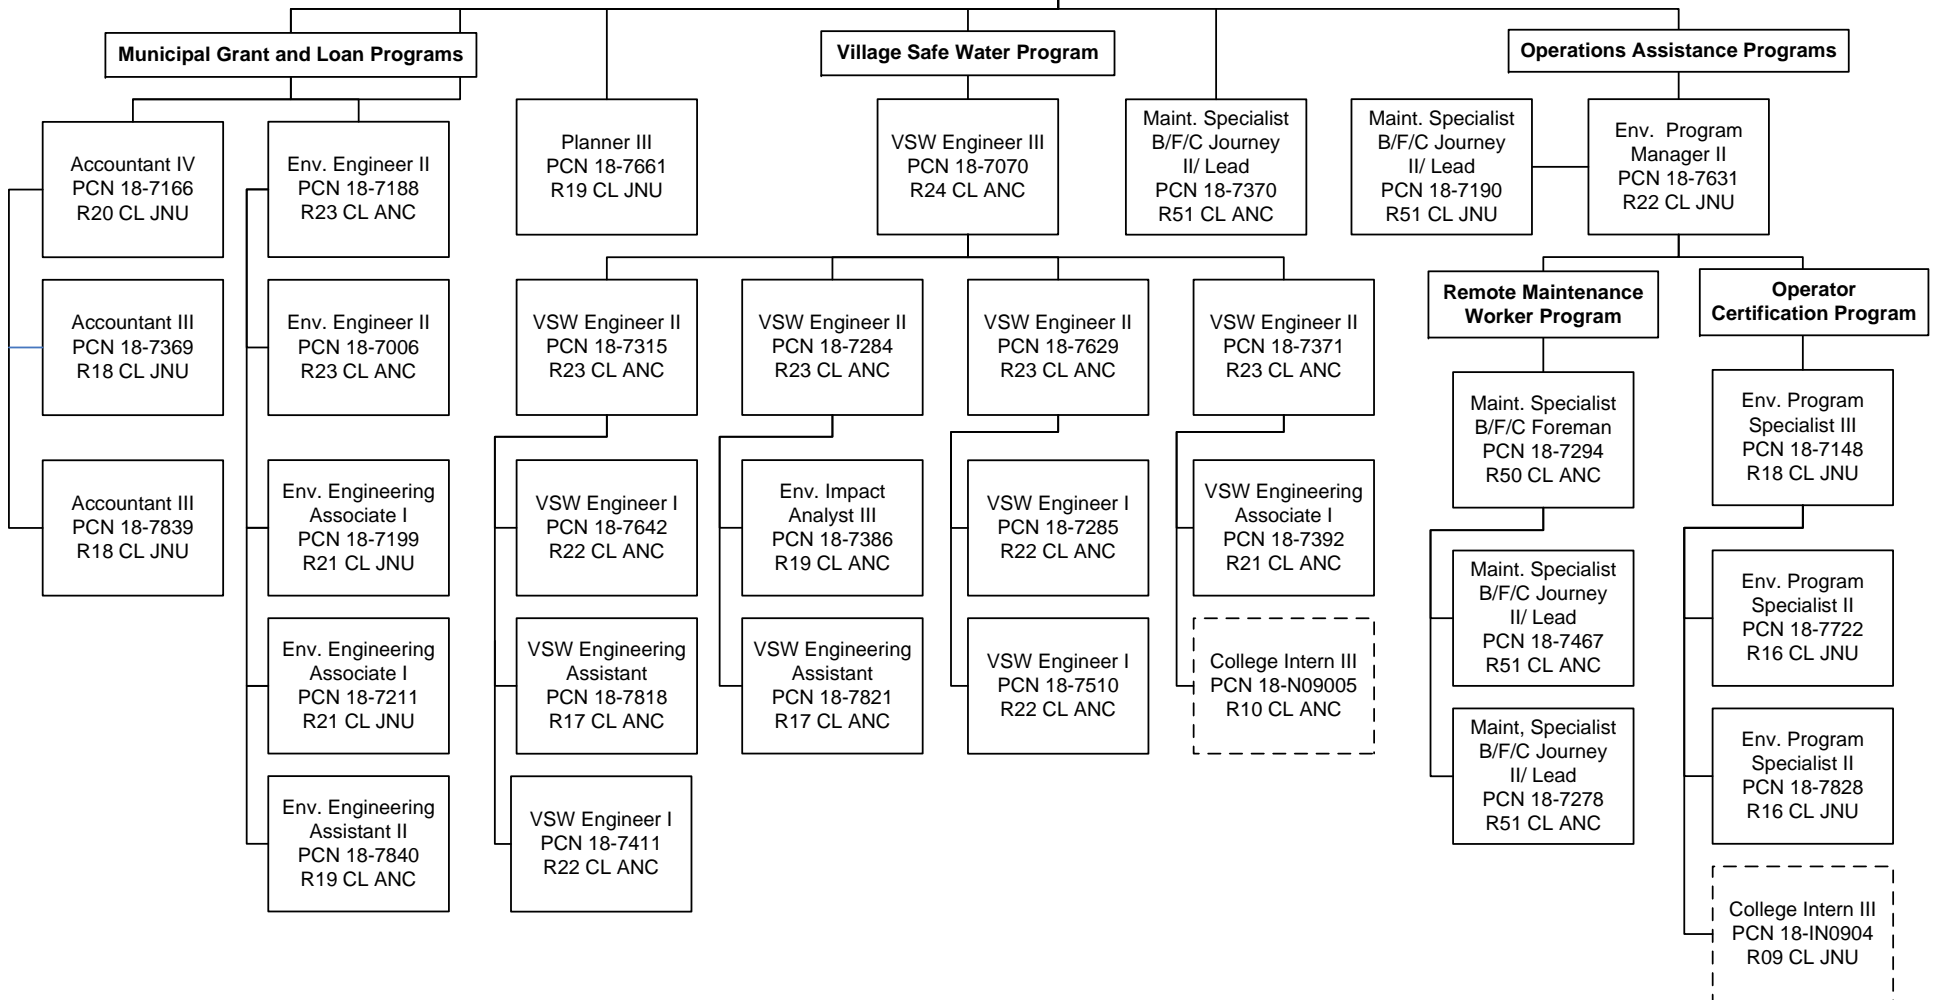 Municipal Grant and Loan Programs
Village Safe Water Program
Operations Assistance Programs
Accountant IV
PCN 18-7166
R20 CL JNU
Env. Engineer II
PCN 18-7188
R23 CL ANC
Planner III
PCN 18-7661
R19 CL JNU
VSW Engineer III
PCN 18-7070
R24 CL ANC
Maint. Specialist
B/F/C Journey
II/ Lead
PCN 18-7370
R51 CL ANC
Maint. Specialist
B/F/C Journey
II/ Lead
PCN 18-7190
R51 CL JNU
Env. Program
Manager II
PCN 18-7631
R22 CL JNU
Accountant III
PCN 18-7369
R18 CL JNU
Env. Engineer II
PCN 18-7006
R23 CL ANC
VSW Engineer II
PCN 18-7315
R23 CL ANC
VSW Engineer II
PCN 18-7284
R23 CL ANC
VSW Engineer II
PCN 18-7629
R23 CL ANC
VSW Engineer II
PCN 18-7371
R23 CL ANC
Remote Maintenance
Worker Program
Operator
Certification Program
Maint. Specialist
B/F/C Foreman
PCN 18-7294
R50 CL ANC
Env. Program
Specialist III
PCN 18-7148
R18 CL JNU
Accountant III
PCN 18-7839
R18 CL JNU
Env. Engineering
Associate I
PCN 18-7199
R21 CL JNU
VSW Engineer I
PCN 18-7642
R22 CL ANC
Env. Impact
Analyst III
PCN 18-7386
R19 CL ANC
VSW Engineer I
PCN 18-7285
R22 CL ANC
VSW Engineering
Associate I
PCN 18-7392
R21 CL ANC
Maint. Specialist
B/F/C Journey
II/ Lead
PCN 18-7467
R51 CL ANC
Env. Program
Specialist II
PCN 18-7722
R16 CL JNU
Env. Engineering
Associate I
PCN 18-7211
R21 CL JNU
VSW Engineering
Assistant
PCN 18-7818
R17 CL ANC
VSW Engineering
Assistant
PCN 18-7821
R17 CL ANC
VSW Engineer I
PCN 18-7510
R22 CL ANC
College Intern III
PCN 18-N09005
R10 CL ANC
Maint, Specialist
B/F/C Journey
II/ Lead
PCN 18-7278
R51 CL ANC
Env. Program
Specialist II
PCN 18-7828
R16 CL JNU
Env. Engineering
Assistant II
PCN 18-7840
R19 CL ANC
VSW Engineer I
PCN 18-7411
R22 CL ANC
College Intern III
PCN 18-IN0904
R09 CL JNU